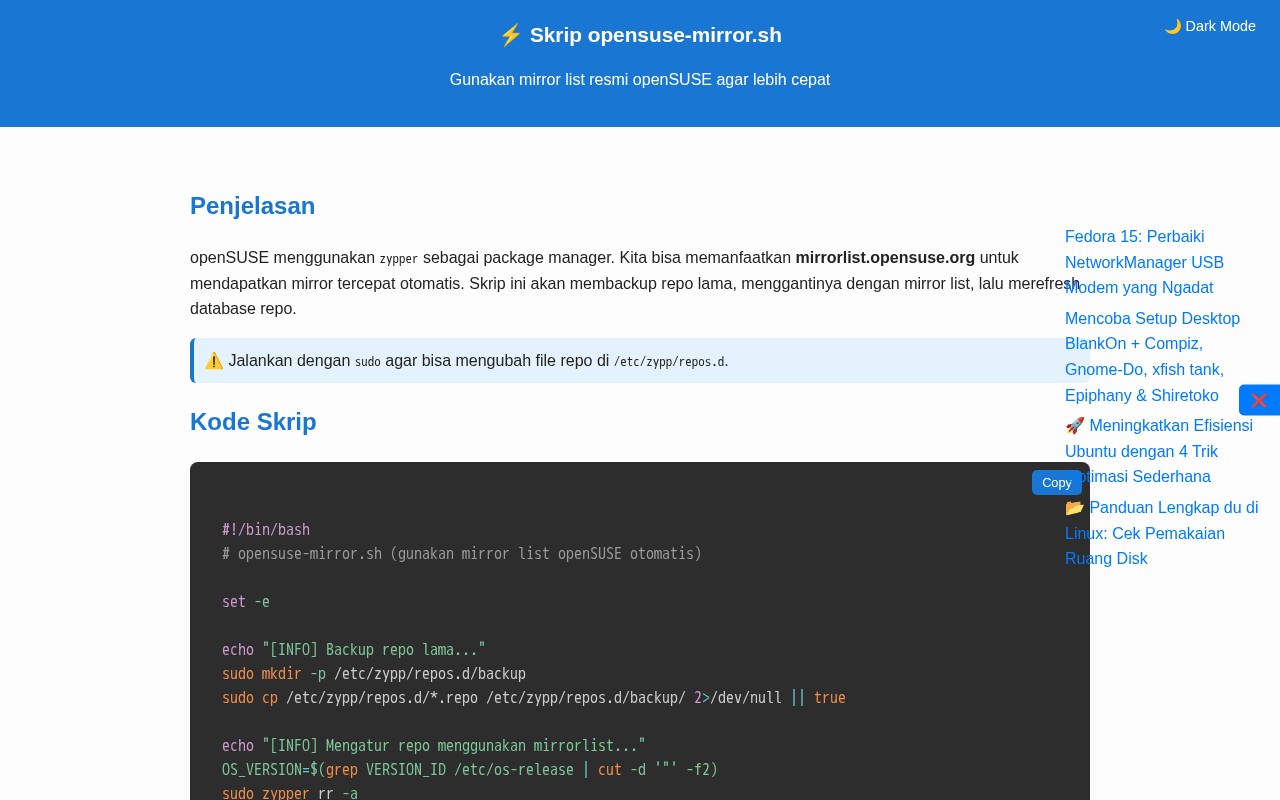 ⚡ Skrip opensuse-mirror.sh
🌙 Dark Mode
Gunakan mirror list resmi openSUSE agar lebih cepat
Penjelasan
openSUSE menggunakan zypper sebagai package manager. Kita bisa memanfaatkan mirrorlist.opensuse.org untuk
mendapatkan mirror tercepat otomatis. Skrip ini akan membackup repo lama, menggantinya dengan mirror list, lalu merefresh
database repo.
⚠️ Jalankan dengan sudo agar bisa mengubah file repo di /etc/zypp/repos.d.
Kode Skrip
Copy
#!/bin/bash
# opensuse-mirror.sh (gunakan mirror list openSUSE otomatis)
set -e
echo "[INFO] Backup repo lama..."
sudo mkdir -p /etc/zypp/repos.d/backup
sudo cp /etc/zypp/repos.d/*.repo /etc/zypp/repos.d/backup/ 2>/dev/null || true
echo "[INFO] Mengatur repo menggunakan mirrorlist..."
OS_VERSION=$(grep VERSION_ID /etc/os-release | cut -d '"' -f2)
sudo zypper rr -a
Fedora 15: Perbaiki
NetworkManager USB
Modem yang Ngadat
Mencoba Setup Desktop
BlankOn + Compiz,
Gnome-Do, xfish tank,
Epiphany & Shiretoko
❌
🚀 Meningkatkan Efisiensi
Ubuntu dengan 4 Trik
Optimasi Sederhana
📂 Panduan Lengkap du di
Linux: Cek Pemakaian
Ruang Disk